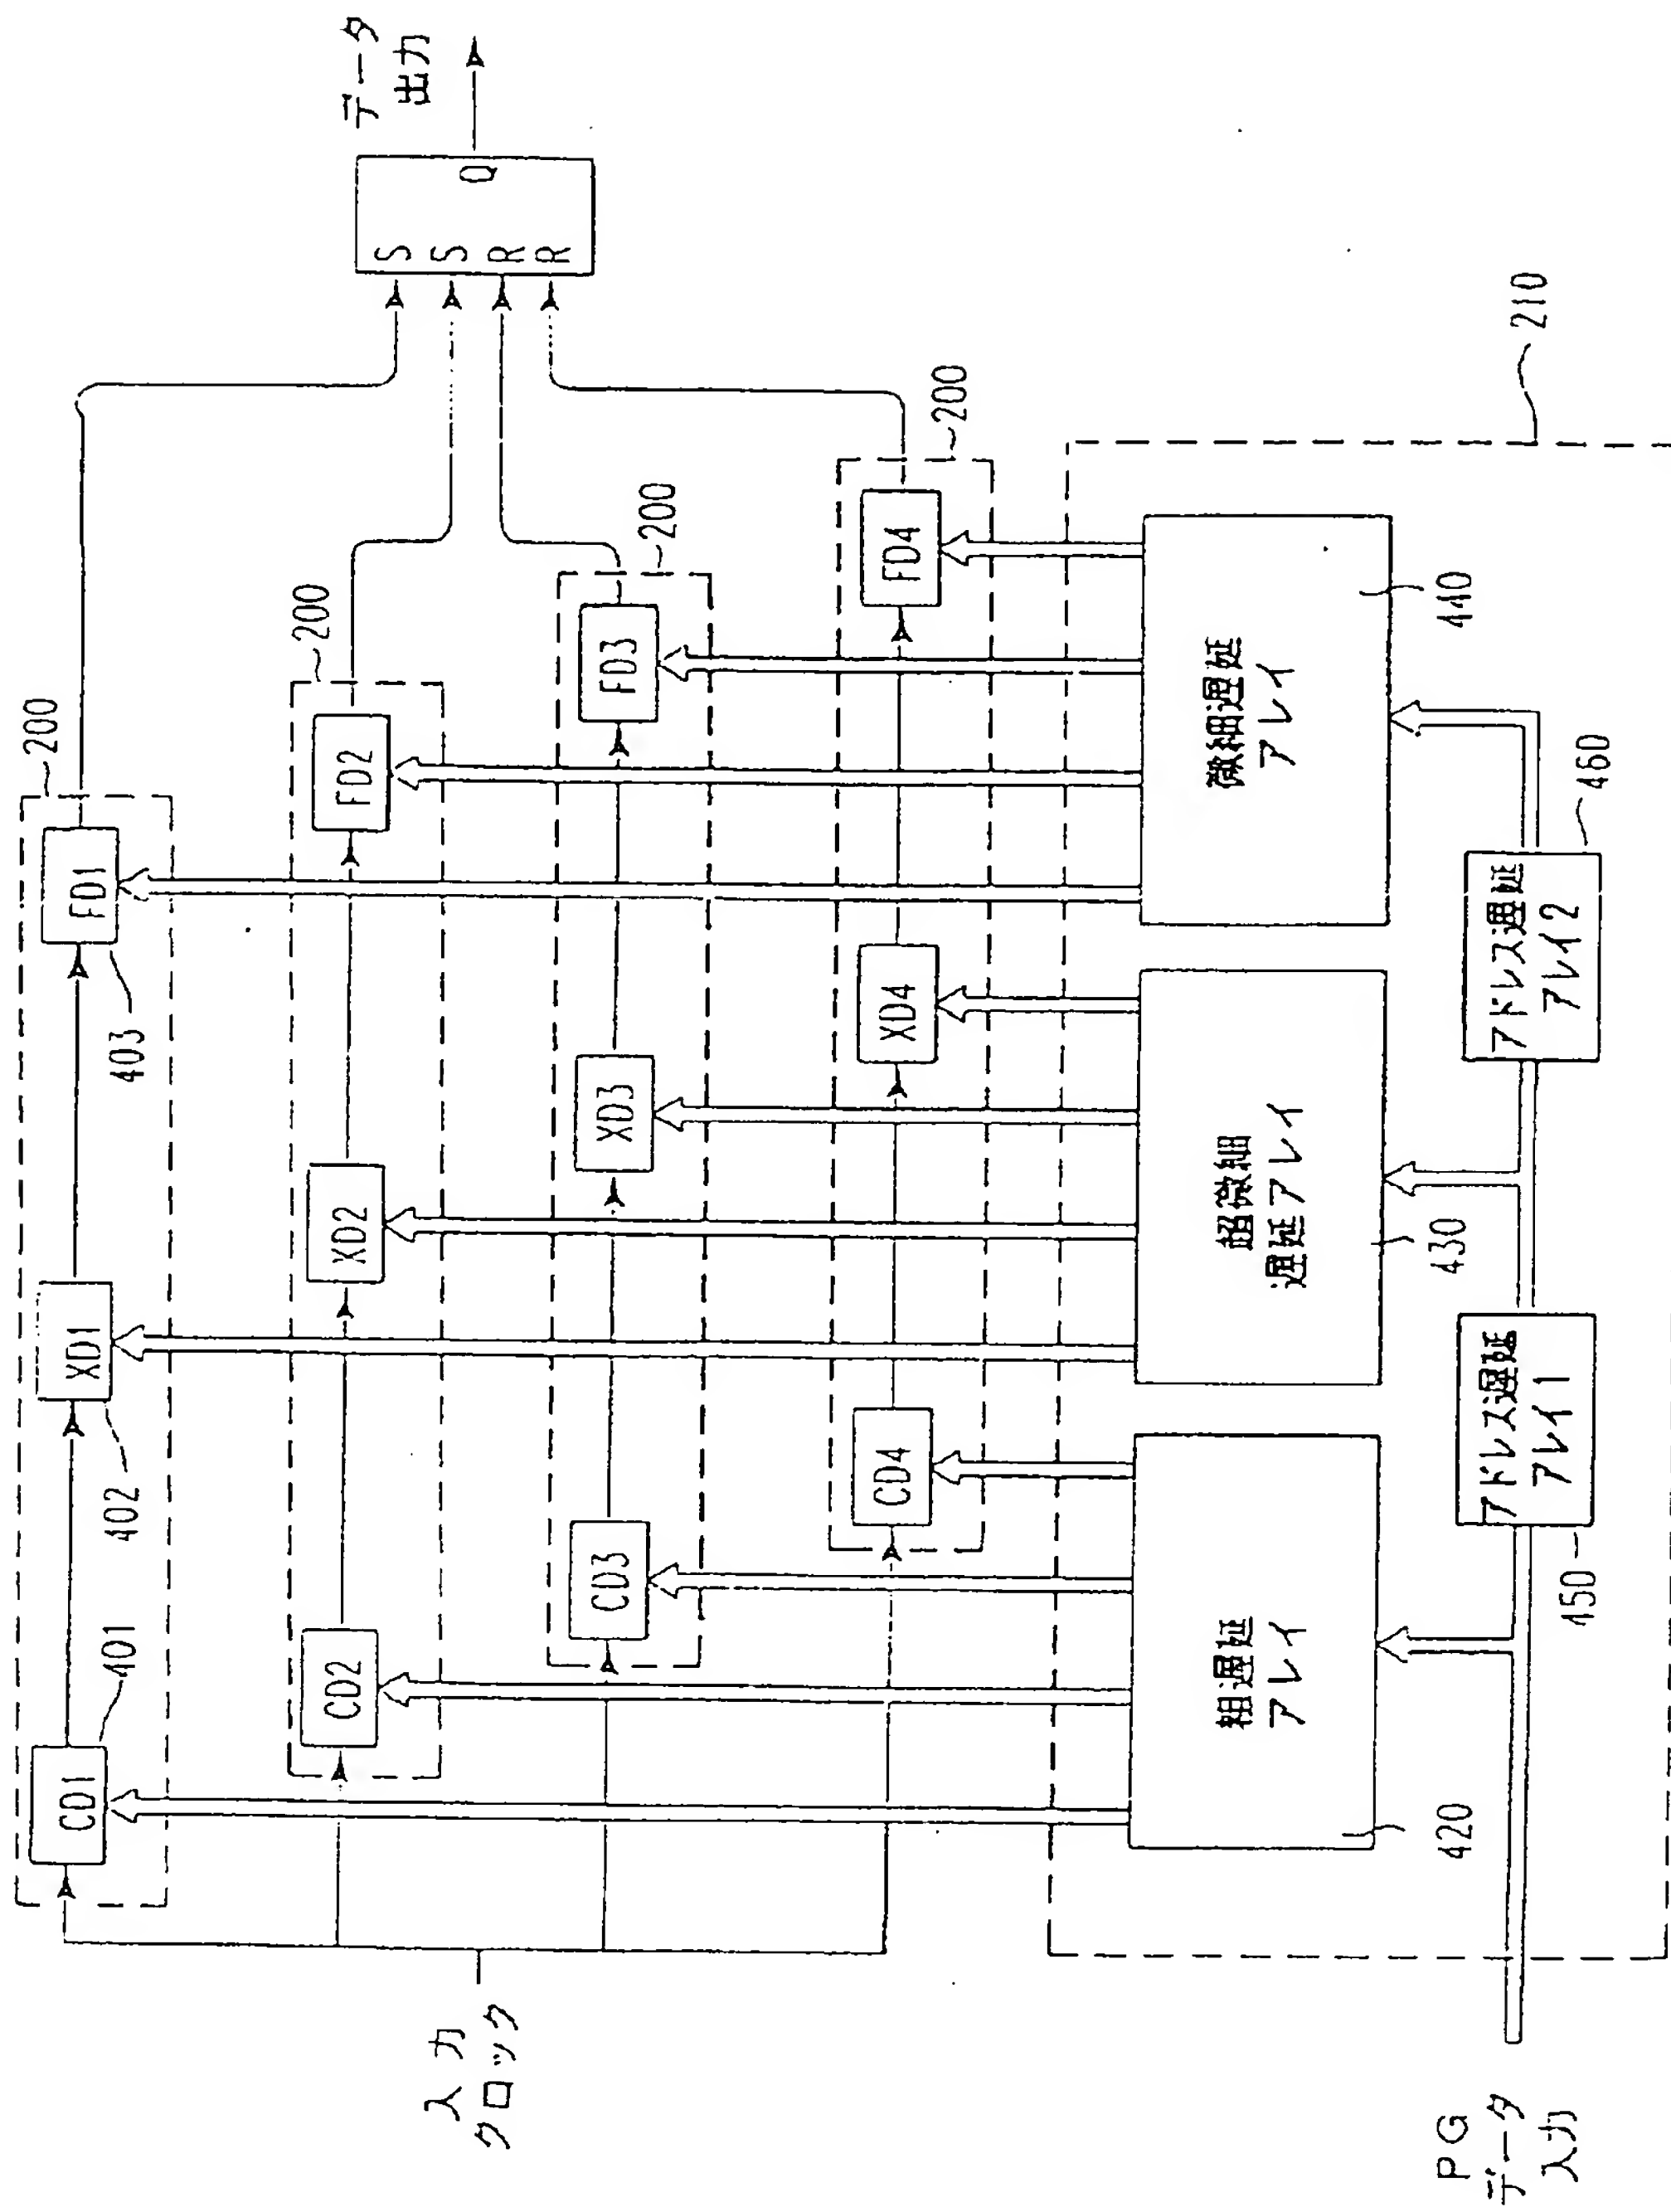 入力
クロック
CD1
401
XD1
402
FD1
403
200
CD2
XD2
FD2
200
CD3
XD3
FD3
200
CD4
XD4
FD4
200
S
S
R
R
Q
データ
出力
粗遅延
アレイ
420
超微細
遅延アレイ
430
微細遅延
アレイ
440
210
PG
データ
入力
アドレス遅延
アレイ1
450
アドレス遅延
アレイ2
460